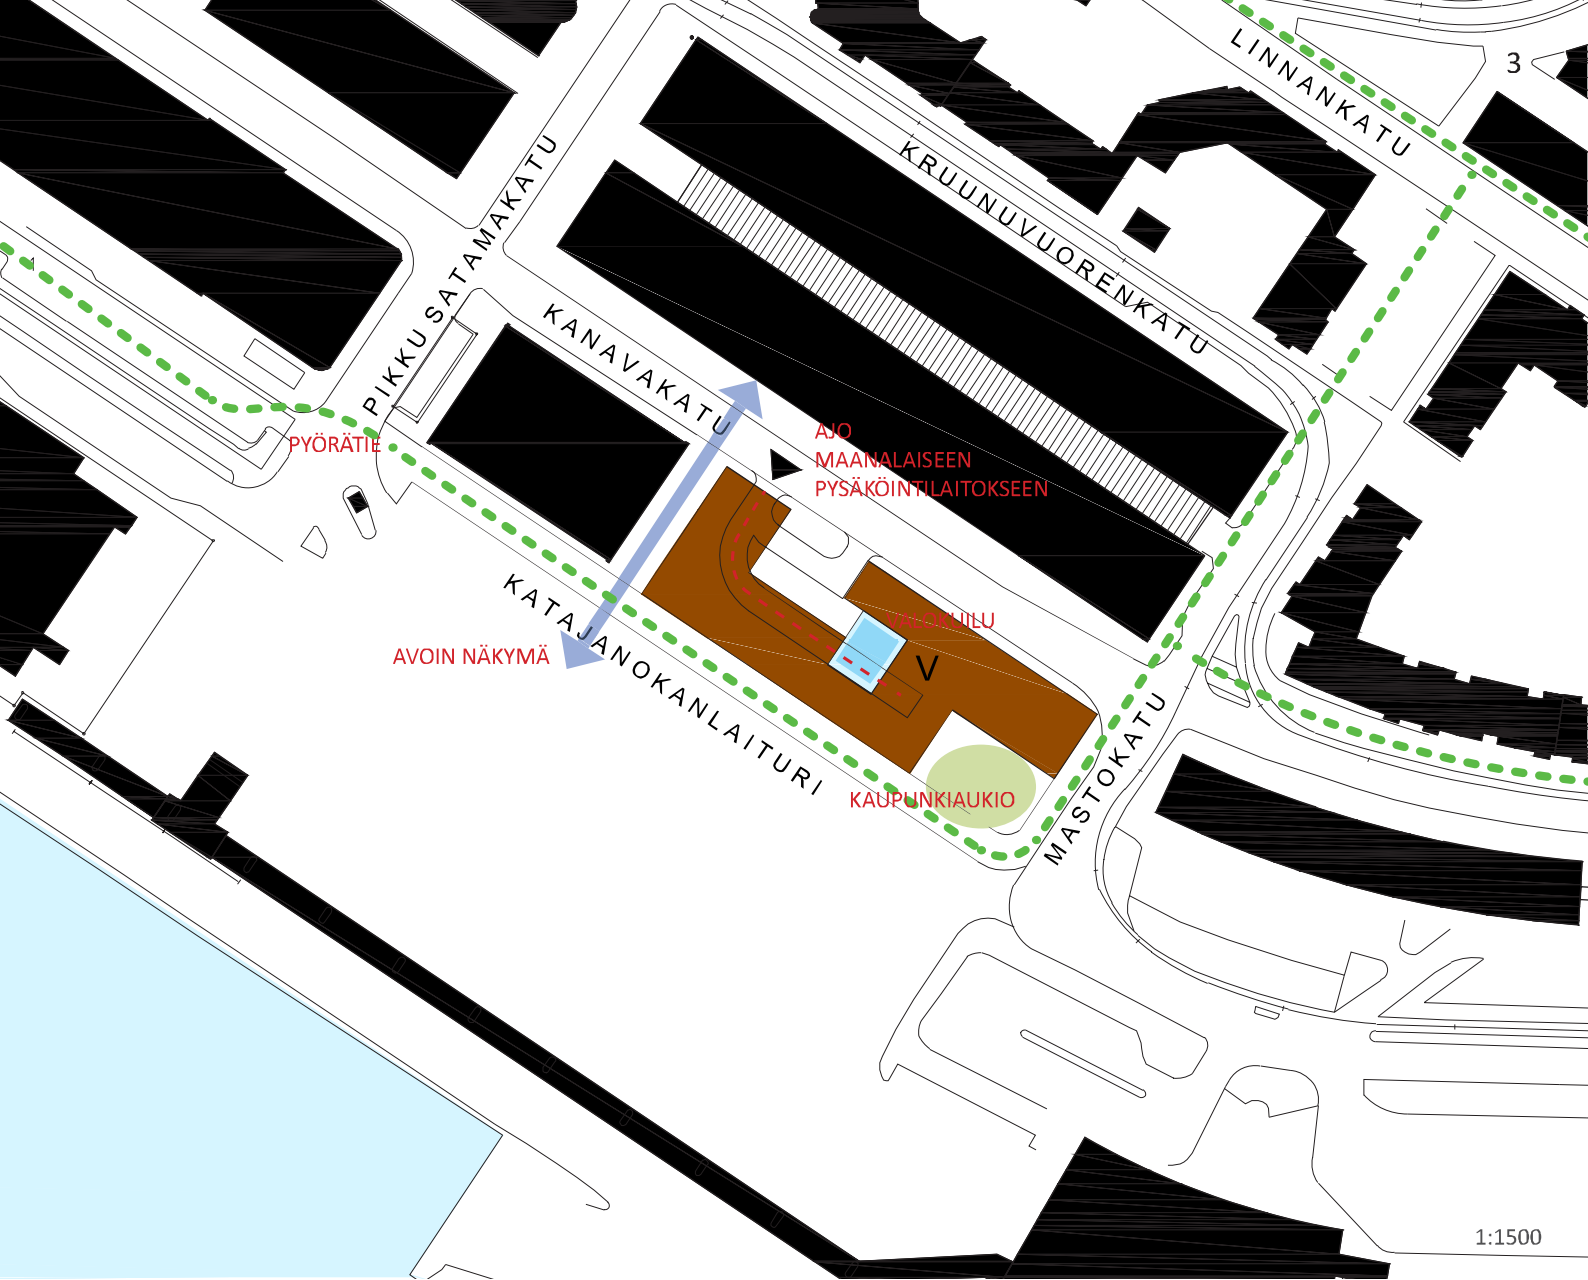 LINNANKATU
3
KRUUNUVUORENKATU
PIKKU SATAMAKATU
KANAVAKATU
AJO
MAANALAISEEN
PYSÄKÖINTILAITOKSEEN
PYÖRÄTIE
KATAJANOKANLAITURI
VALOKUILU
AVOIN NÄKYMÄ
V
MASTOKATU
KAUPUNKIAUKIO
1:1500